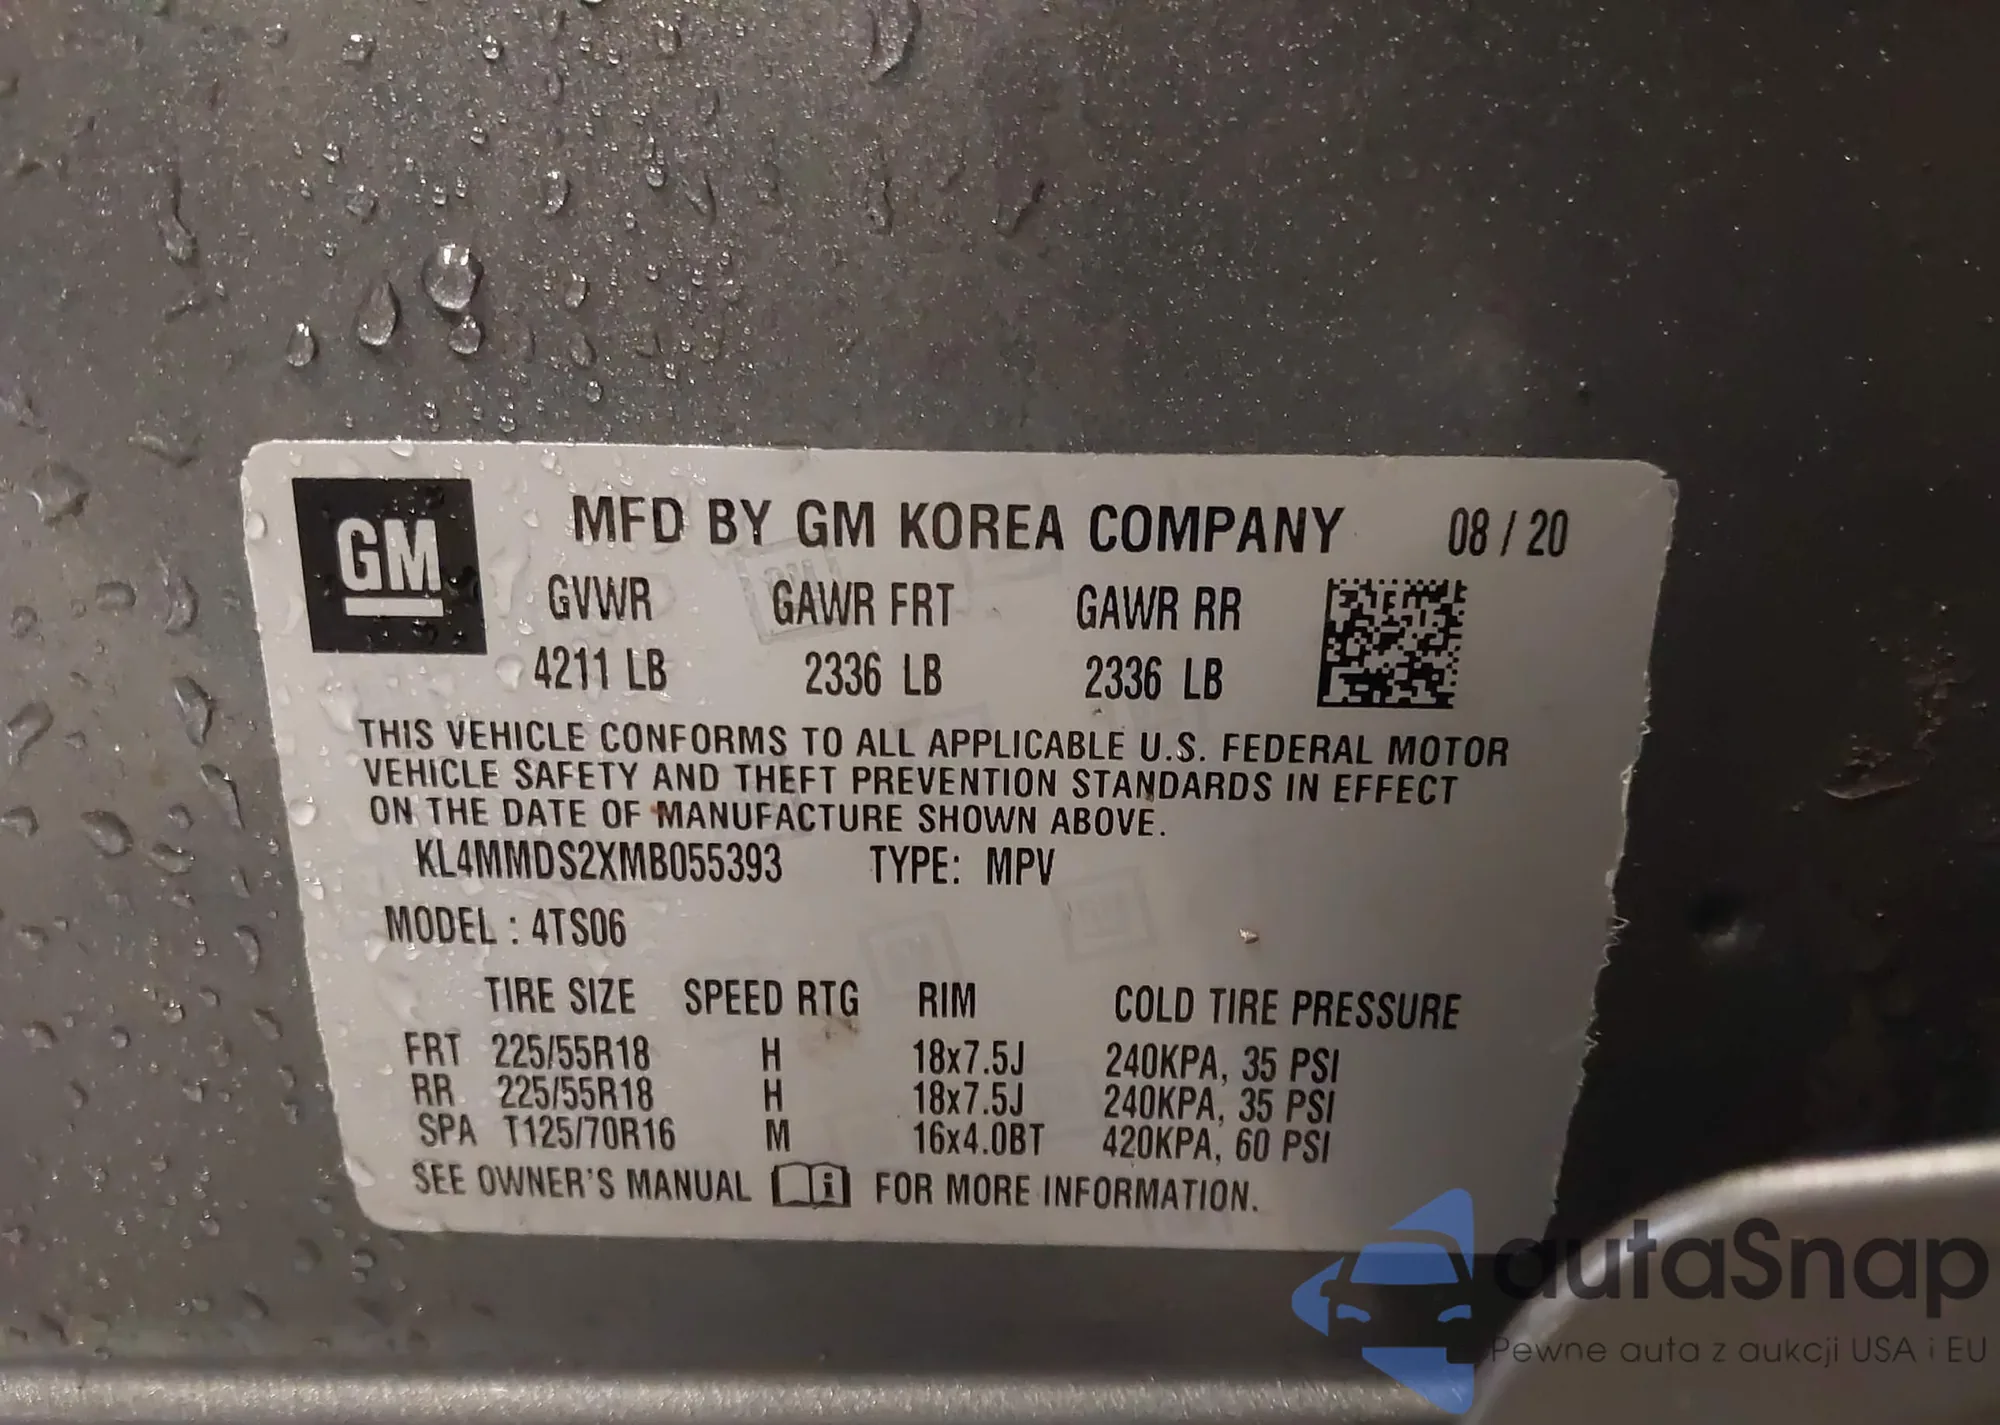 GM
MFD BY GM KOREA COMPANY 08 / 20
GVWR GAWR FRT GAWR RR
4211 LB 2336 LB 2336 LB
THIS VEHICLE CONFORMS TO ALL APPLICABLE U.S. FEDERAL MOTOR
VEHICLE SAFETY AND THEFT PREVENTION STANDARDS IN EFFECT
ON THE DATE OF MANUFACTURE SHOWN ABOVE.
KL4MMDS2XMB055393 TYPE: MPV
MODEL : 4TS06
TIRE SIZE SPEED RTG RIM COLD TIRE PRESSURE
FRT 225/55R18 H 18x7.5J 240KPA, 35 PSI
RR 225/55R18 H 18x7.5J 240KPA, 35 PSI
SPA T125/70R16 M 16x4.0BT 420KPA, 60 PSI
SEE OWNER'S MANUAL i FOR MORE INFORMATION.
autaSnap
Pewne auta z aukcji USA i EU